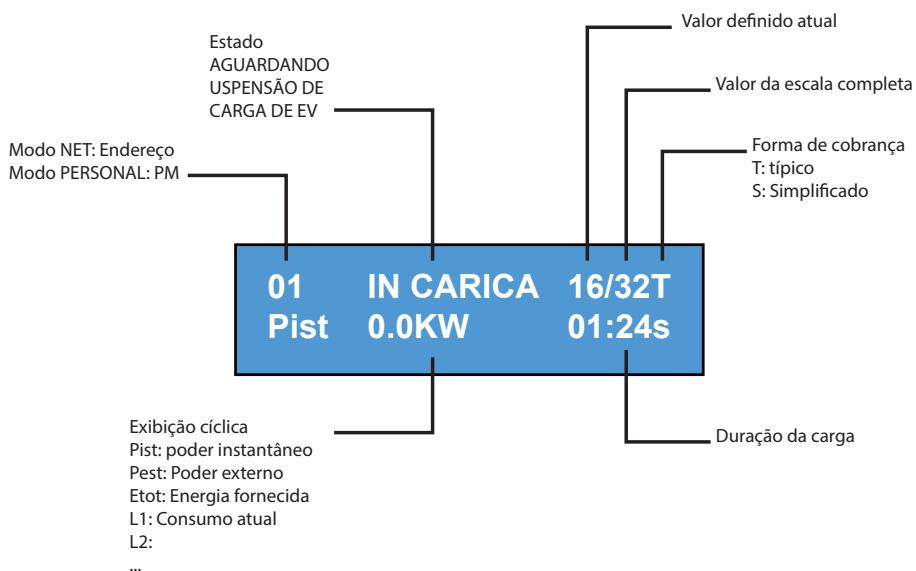 Valor definido atual
Estado
AGUARDANDO
USPENSÃO DE
CARGA DE EV
Valor da escala completa
Modo NET: Endereço
Modo PERSONAL: PM
Forma de cobrança
T: típico
S: Simplificado
01 IN CARICA 16/32T
Pist 0.0KW 01:24s
Exibição cíclica
Pist: poder instantâneo
Pest: Poder externo
Etot: Energia fornecida
L1: Consumo atual
L2:
...
Duração da carga